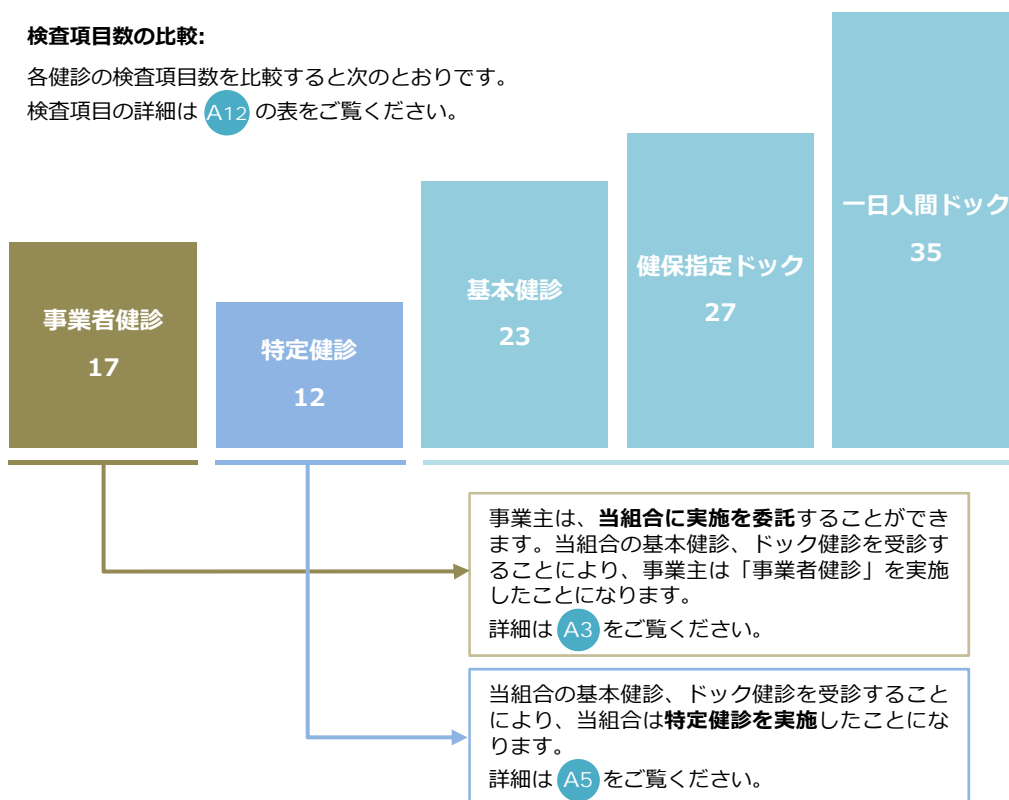 検査項目数の比較:
各健診の検査項目数を比較すると次のとおりです。
検査項目の詳細は A12 の表をご覧ください。
事業者健診
17
特定健診
12
基本健診
23
健保指定ドック
27
一日人間ドック
35
事業主は、当組合に実施を委託することができ
ます。当組合の基本健診、ドック健診を受診す
ることにより、事業主は「事業者健診」を実施
したことになります。
詳細は A3 をご覧ください。
当組合の基本健診、ドック健診を受診すること
により、当組合は特定健診を実施したことにな
ります。
詳細は A5 をご覧ください。